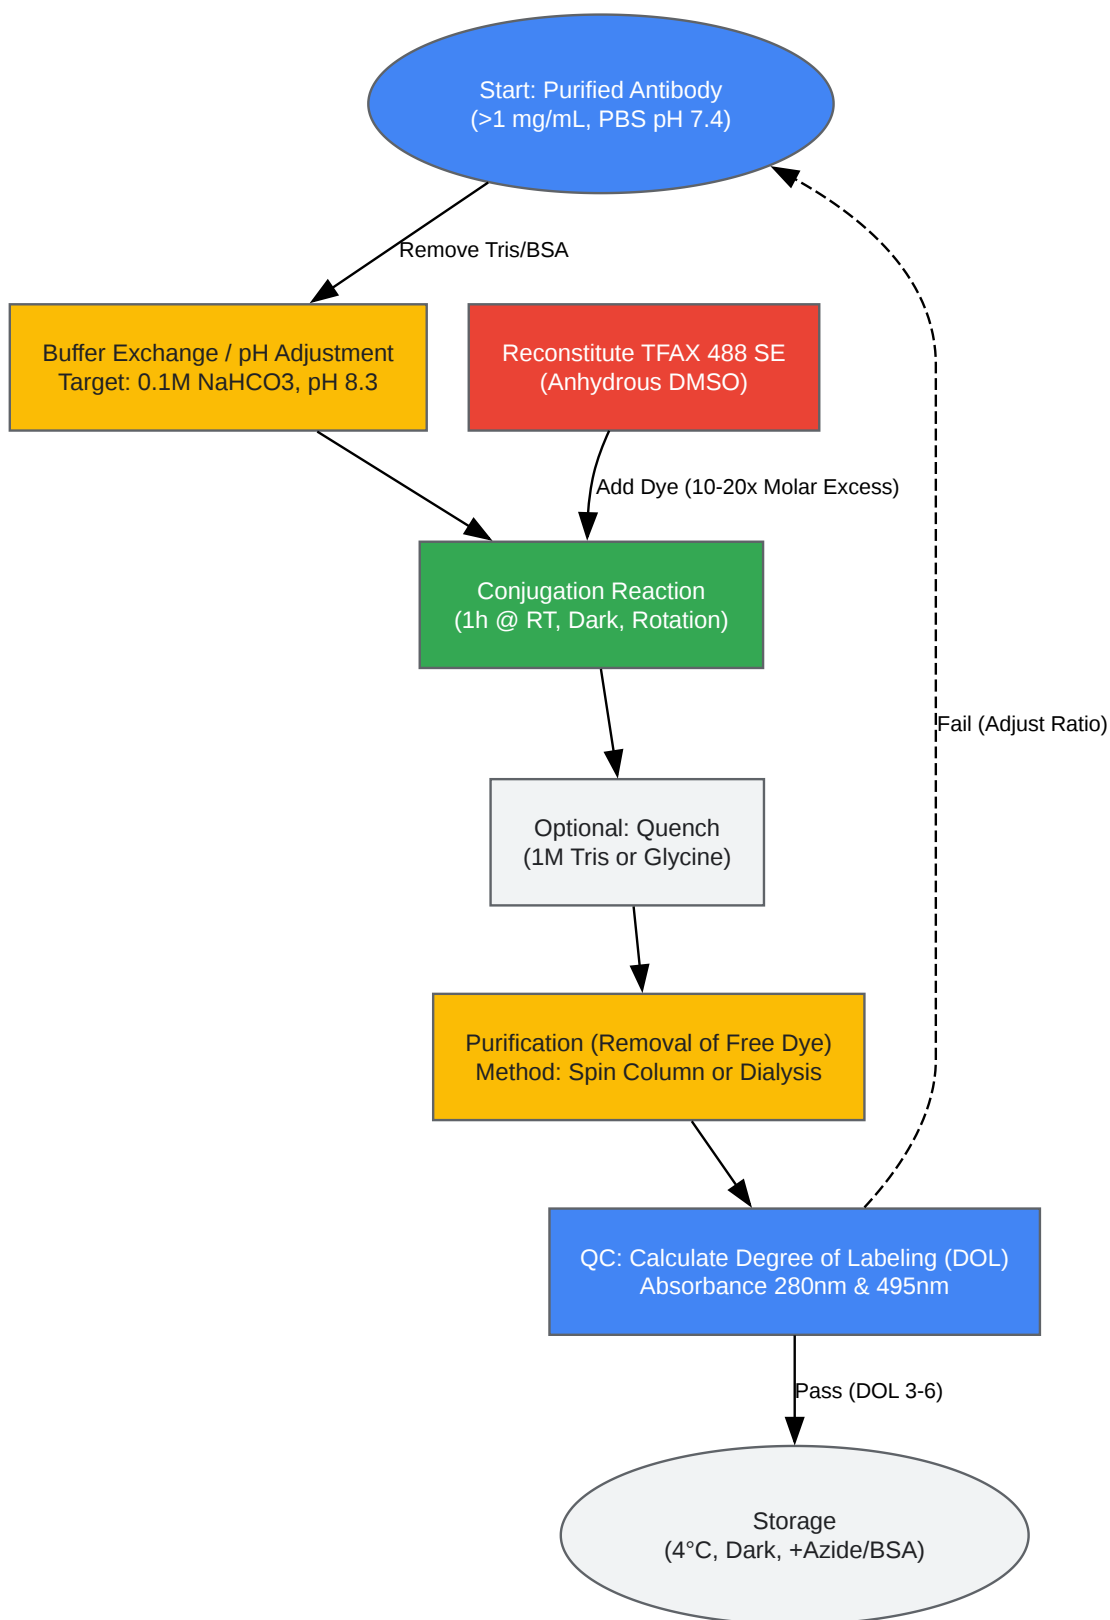 Start: Purified Antibody
(>1 mg/mL, PBS pH 7.4)
Remove Tris/BSA
Buffer Exchange / pH Adjustment
Target: 0.1M NaHCO3, pH 8.3
Reconstitute TFAX 488 SE
(Anhydrous DMSO)
Add Dye (10-20x Molar Excess)
Conjugation Reaction
(1h @ RT, Dark, Rotation)
Fail (Adjust Ratio)
Optional: Quench
(1M Tris or Glycine)
Purification (Removal of Free Dye)
Method: Spin Column or Dialysis
QC: Calculate Degree of Labeling (DOL)
Absorbance 280nm & 495nm
Pass (DOL 3-6)
Storage
(4°C, Dark, +Azide/BSA)